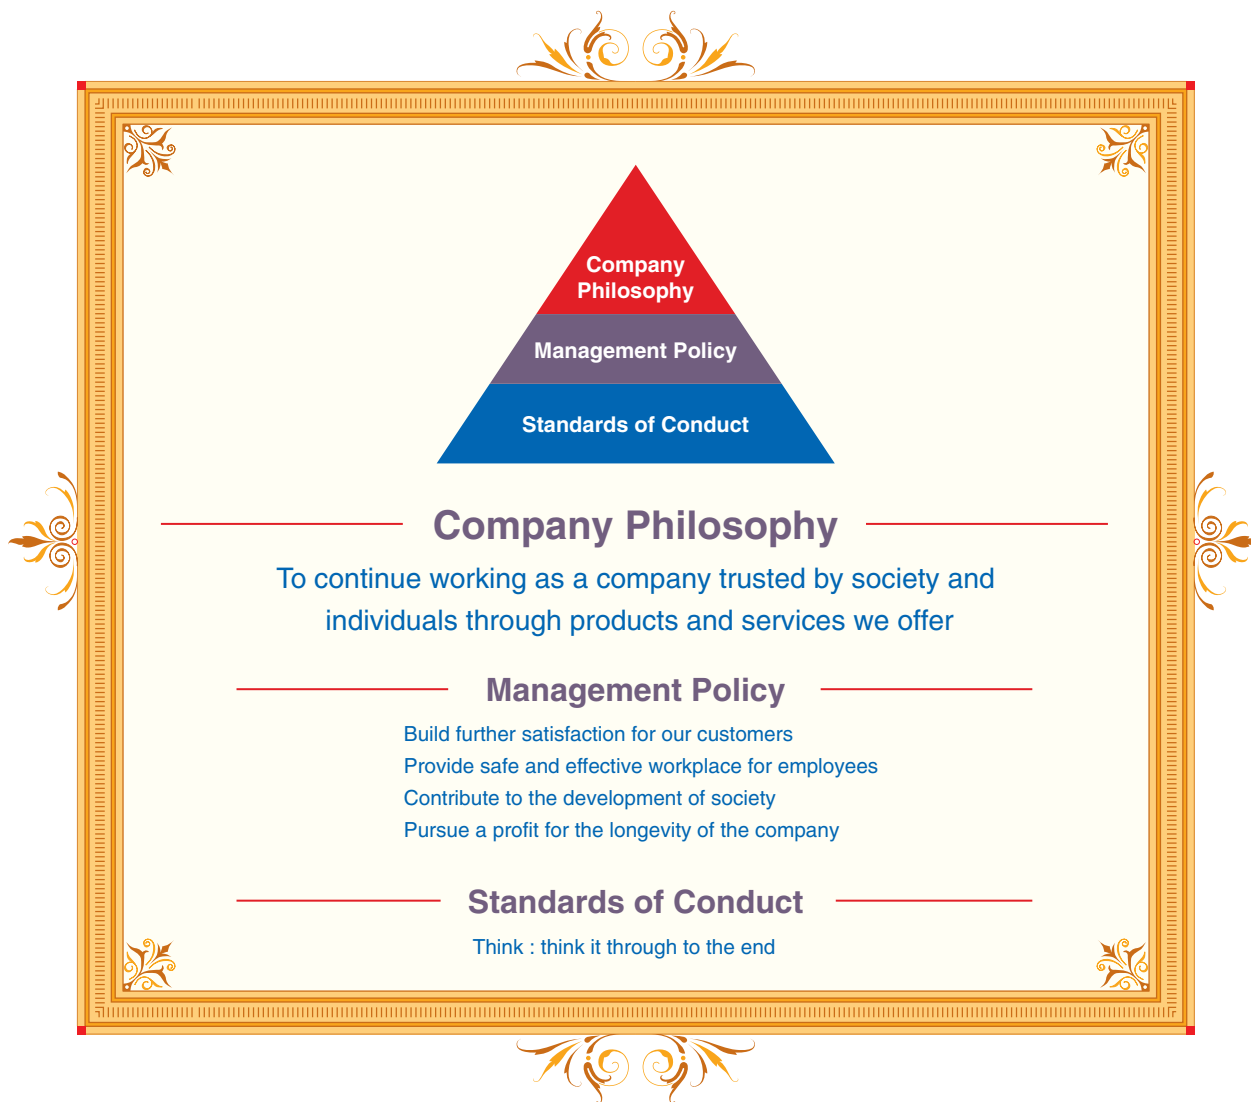 Company
Philosophy
Management Policy
Standards of Conduct
Company Philosophy
To continue working as a company trusted by society and
individuals through products and services we offer
Management Policy
Build further satisfaction for our customers
Provide safe and effective workplace for employees
Contribute to the development of society
Pursue a profit for the longevity of the company
Standards of Conduct
Think : think it through to the end